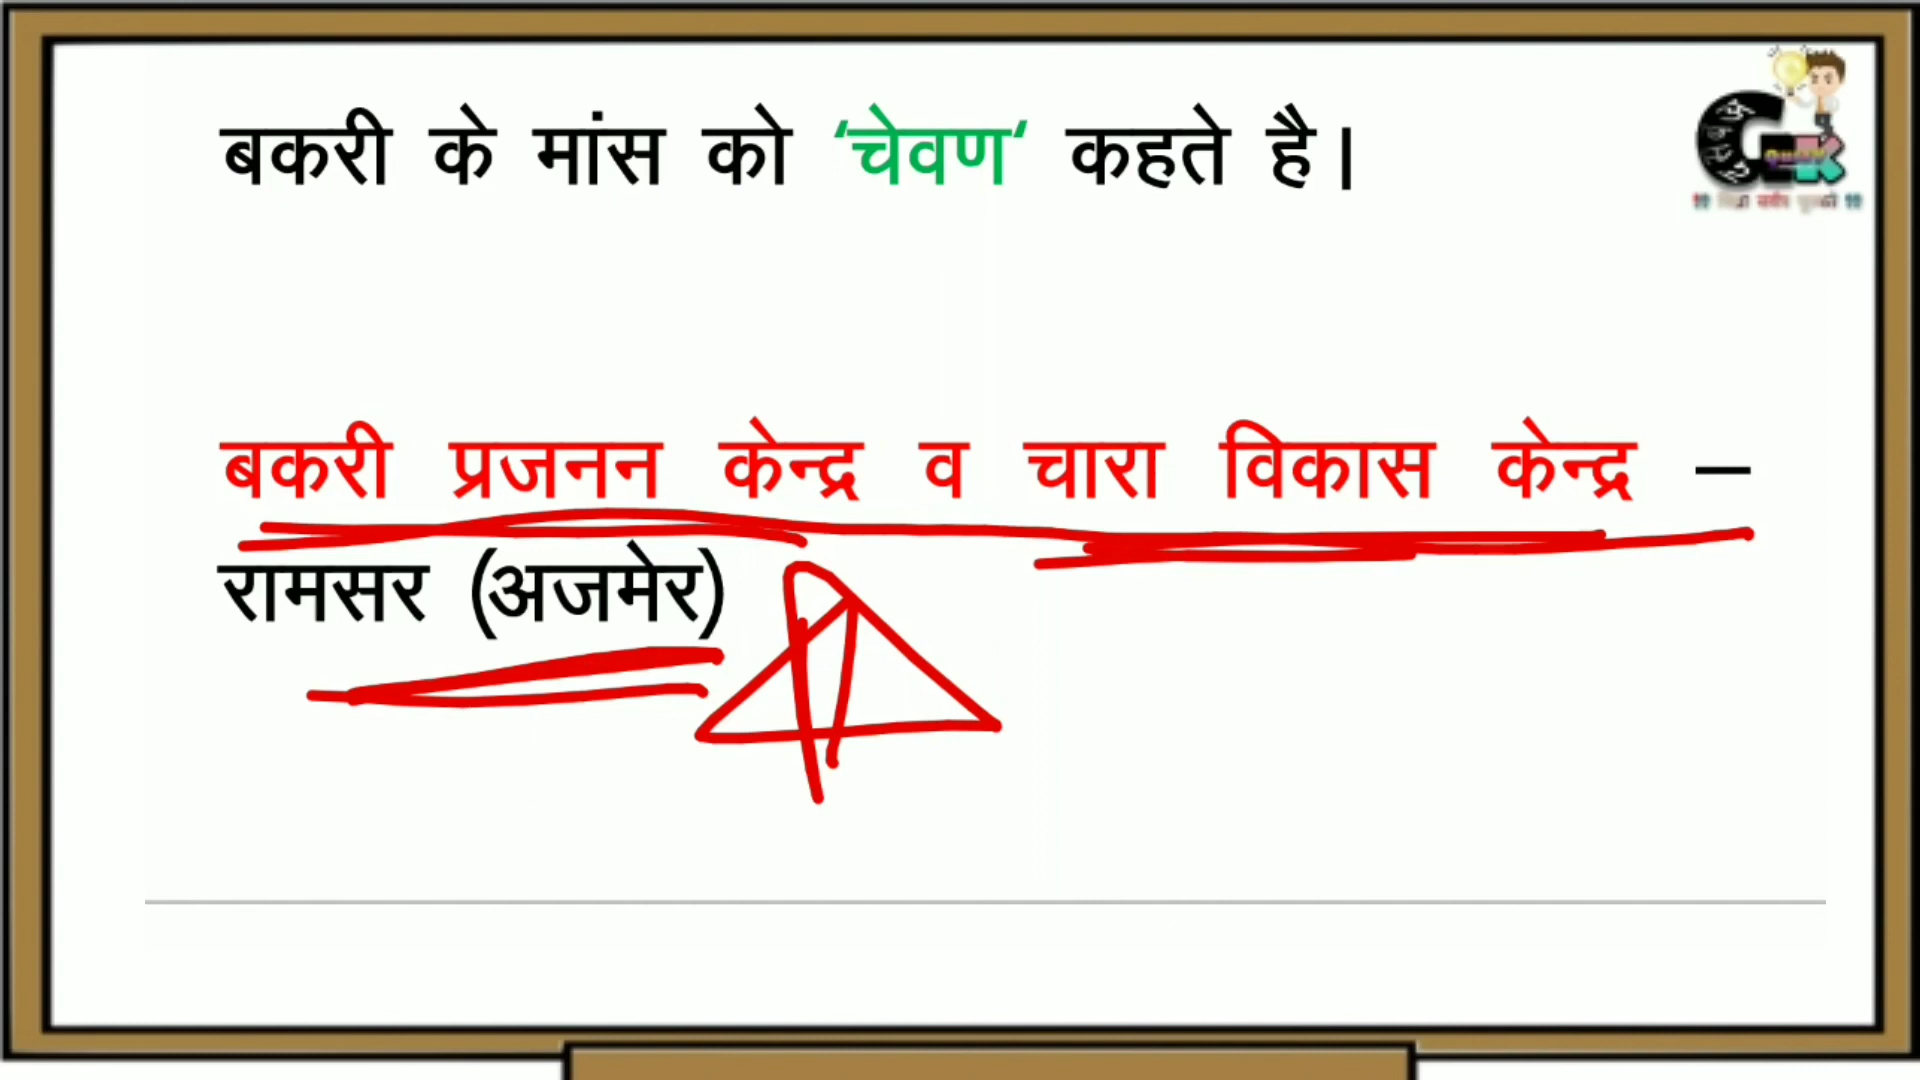 बकरी के मांस को ‘चेवण‘ कहते है।
बकरी प्रजनन केन्द्र व चारा विकास केन्द्र –
रामसर (अजमेर)